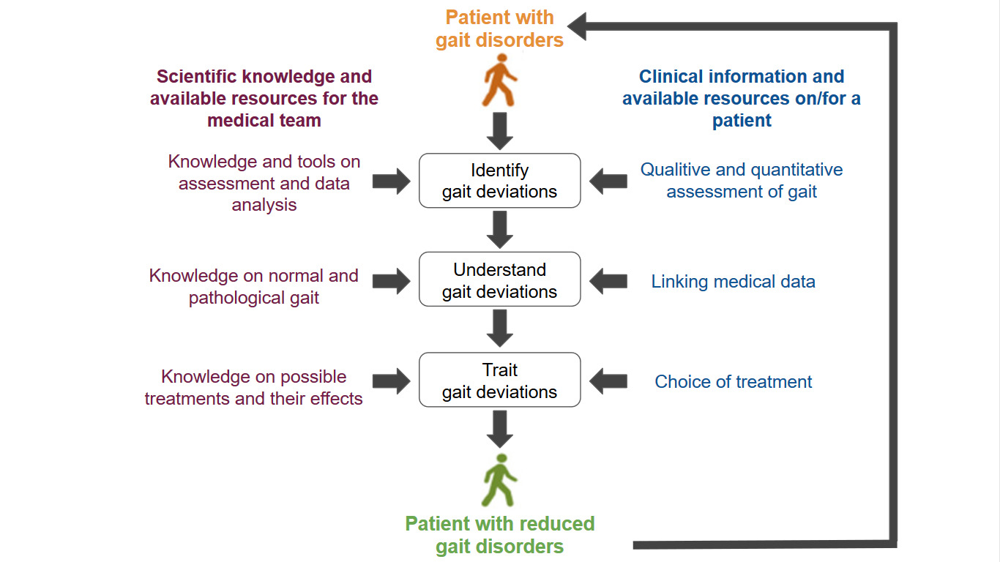 Patient with
gait disorders
Scientific knowledge and
available resources for the
medical team
Clinical information and
available resources on/for a
patient
Knowledge and tools on
assessment and data
analysis
Identify
gait deviations
Qualitive and quantitative
assessment of gait
Knowledge on normal and
pathological gait
Understand
gait deviations
Linking medical data
Knowledge on possible
treatments and their effects
Trait
gait deviations
Choice of treatment
Patient with reduced
gait disorders